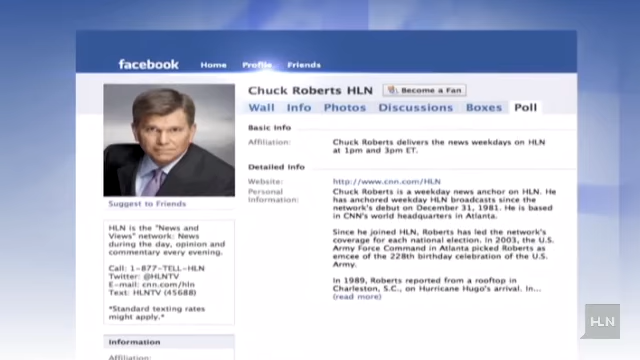 facebook Home Profile Friends
Chuck Roberts HLN Become a Fan
Wall Info Photos Discussions Boxes Poll
Basic Info
Affiliation: Chuck Roberts delivers the news weekdays on HLN
at 1pm and 3pm ET.
Detailed Info
Website: http://www.cnn.com/HLN
Personal Information: Chuck Roberts is a weekday news anchor on HLN. He
has anchored weekday HLN broadcasts since the
network's debut on December 31, 1981. He is based
in CNN's world headquarters in Atlanta.
Since he joined HLN, Roberts has led the network's
coverage for each national election. In 2003, the U.S.
Army Force Command in Atlanta picked Roberts as
emcee of the 228th birthday celebration of the U.S.
Army.
In 1989, Roberts reported from a rooftop in
Charleston, S.C., on Hurricane Hugo's arrival. In...
(read more)
Suggest to Friends
HLN is the "News and
Views" network: News
during the day, opinion and
commentary every evening.
Call: 1-877-TELL-HLN
Twitter: @HLNTV
E-mail: cnn.com/hln
Text: HLNTV (45688)
*Standard texting rates
might apply.*
Information
Affiliation:
HLN